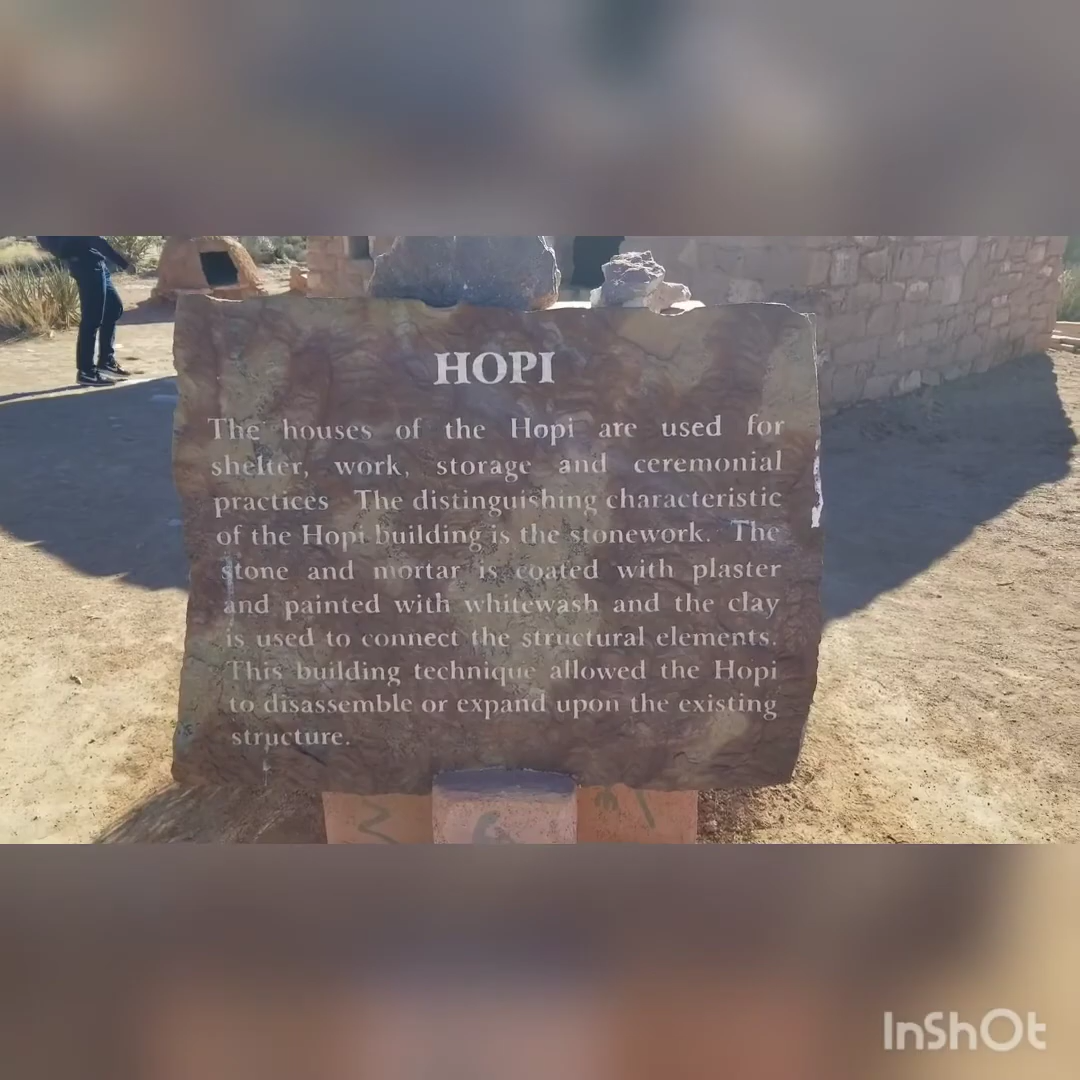 HOPI
The houses of the Hopi are used for
shelter, work, storage and ceremonial
practices The distinguishing characteristic
of the Hopi building is the stonework. The
stone and mortar is coated with plaster
and painted with whitewash and the clay
is used to connect the structural elements.
This building technique allowed the Hopi
to disassemble or expand upon the existing
structure.
InShOt